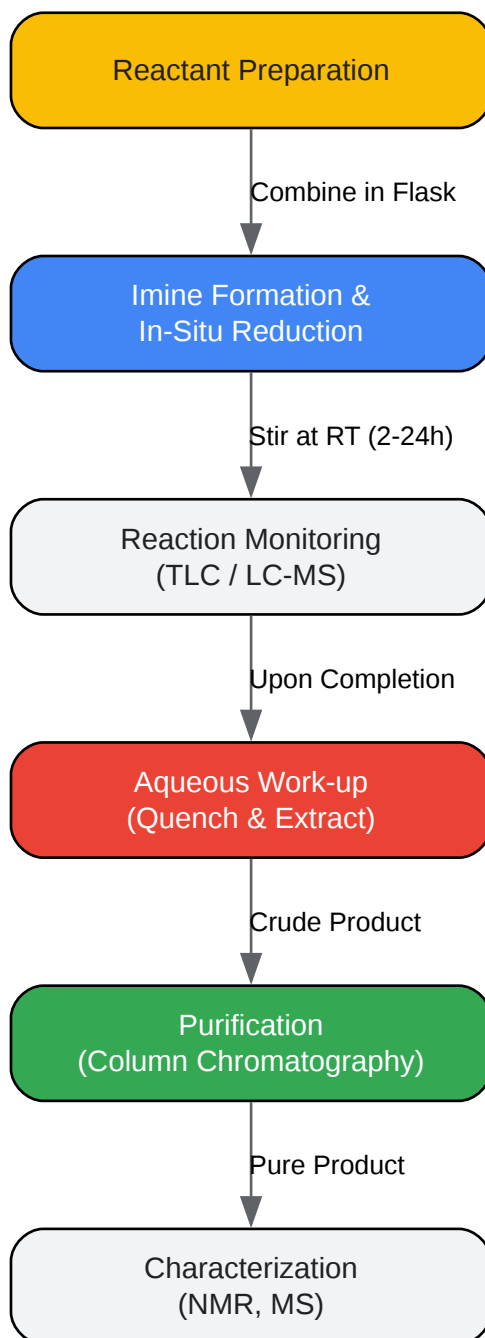 Reactant Preparation
Combine in Flask
Imine Formation &
In-Situ Reduction
Stir at RT (2-24h)
Reaction Monitoring
(TLC / LC-MS)
Upon Completion
Aqueous Work-up
(Quench & Extract)
Crude Product
Purification
(Column Chromatography)
Pure Product
Characterization
(NMR, MS)